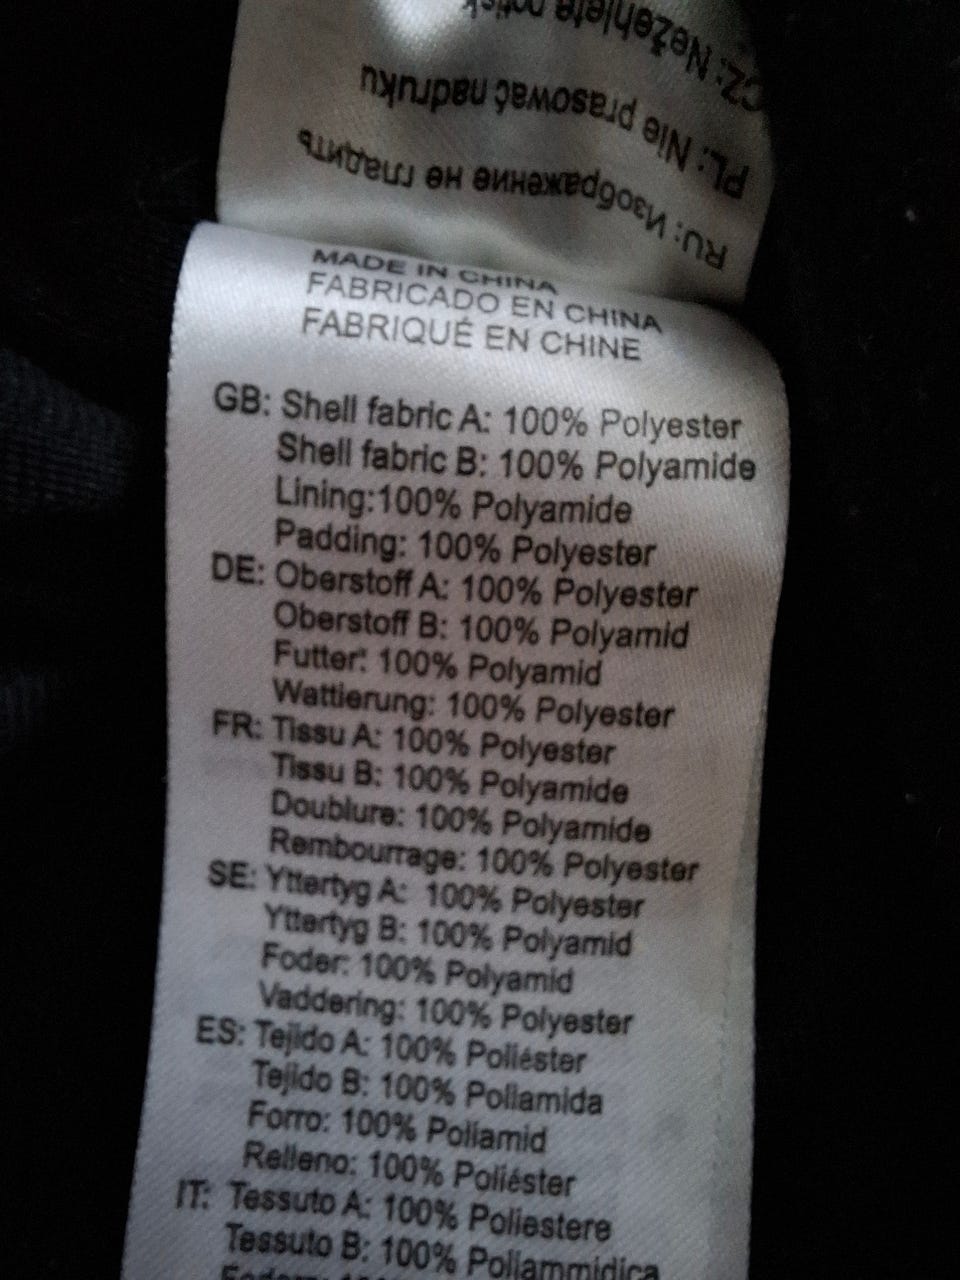 CZ: Nežehlete potisk
PL: Nie prasować nadruku
RU: Изображение не гладить
MADE IN CHINA
FABRICADO EN CHINA
FABRIQUÉ EN CHINE
GB: Shell fabric A: 100% Polyester
Shell fabric B: 100% Polyamide
Lining:100% Polyamide
Padding: 100% Polyester
DE: Oberstoff A: 100% Polyester
Oberstoff B: 100% Polyamid
Futter: 100% Polyamid
Wattierung: 100% Polyester
FR: Tissu A: 100% Polyester
Tissu B: 100% Polyamide
Doublure: 100% Polyamide
Rembourrage: 100% Polyester
SE: Yttertyg A: 100% Polyester
Yttertyg B: 100% Polyamid
Foder: 100% Polyamid
Vaddering: 100% Polyester
ES: Tejido A: 100% Poliéster
Tejido B: 100% Poliamida
Forro: 100% Poliamid
Relleno: 100% Poliéster
IT: Tessuto A: 100% Poliestere
Tessuto B: 100% Poliammidica